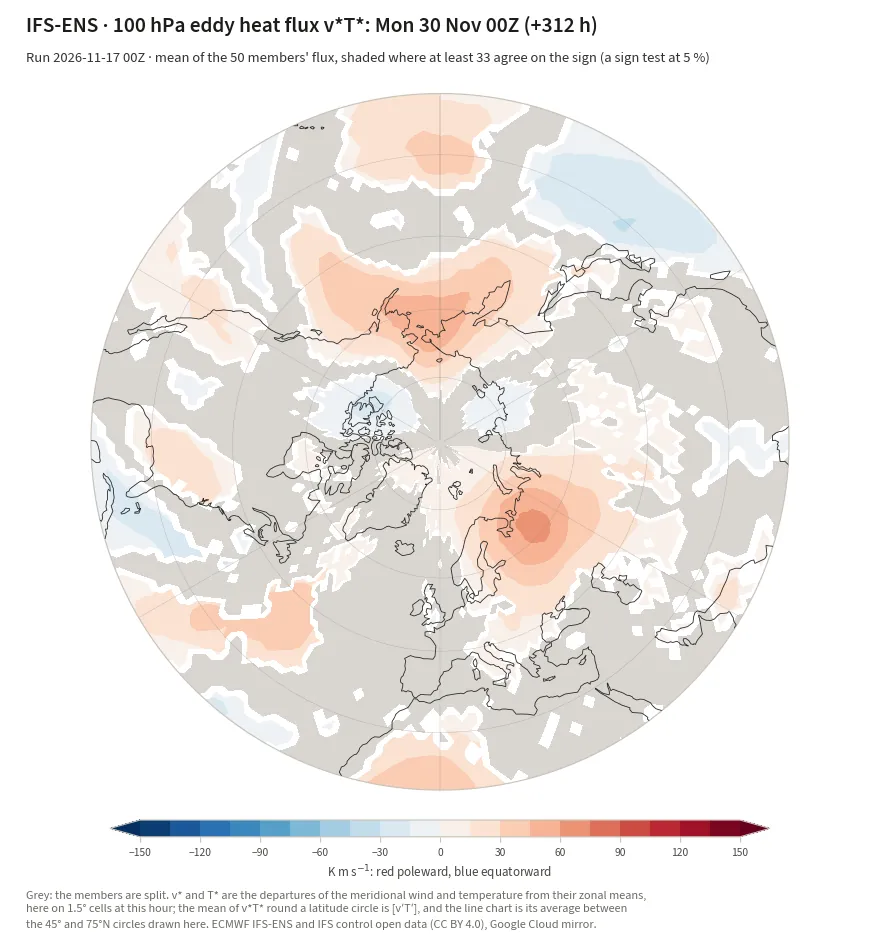 IFS-ENS · 100 hPa eddy heat flux v*T*: Mon 30 Nov 00Z (+312 h)
Run 2026-11-17 00Z · mean of the 50 members' flux, shaded where at least 33 agree on the sign (a sign test at 5 %)
−150 −120 −90 −60 −30 0 30 60 90 120 150
K m s⁻¹: red poleward, blue equatorward
Grey: the members are split. v* and T* are the departures of the meridional wind and temperature from their zonal means,
here on 1.5° cells at this hour; the mean of v*T* round a latitude circle is [v′T′], and the line chart is its average between
the 45° and 75°N circles drawn here. ECMWF IFS-ENS and IFS control open data (CC BY 4.0), Google Cloud mirror.